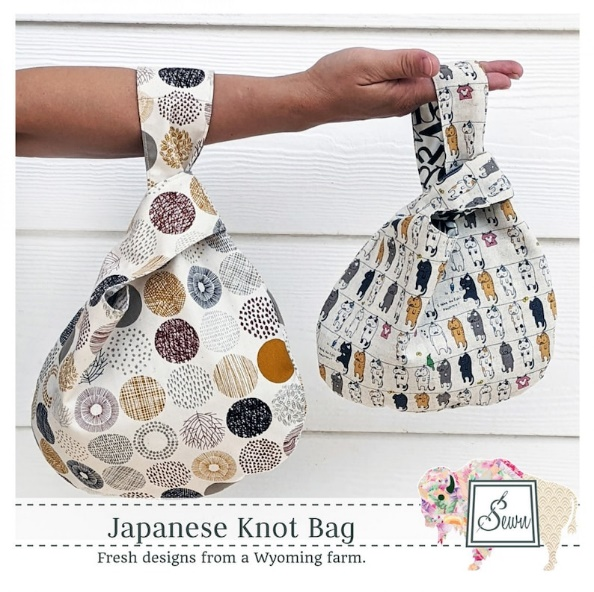 Japanese Knot Bag
Fresh designs from a Wyoming farm.
Sewn